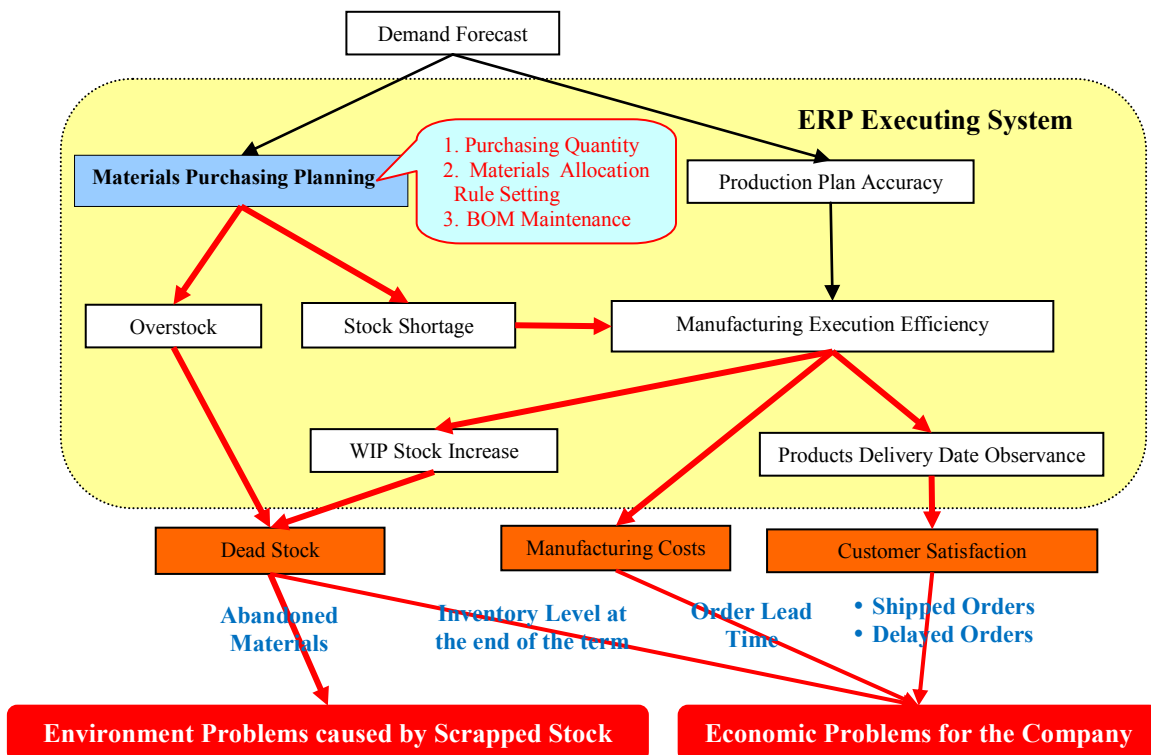 Demand Forecast
ERP Executing System
1. Purchasing Quantity
2. Materials Allocation
Rule Setting
3. BOM Maintenance
Materials Purchasing Planning
Production Plan Accuracy
Overstock
Stock Shortage
Manufacturing Execution Efficiency
WIP Stock Increase
Products Delivery Date Observance
Dead Stock
Manufacturing Costs
Customer Satisfaction
Abandoned
Materials
Inventory Level at
the end of the term
Order Lead
Time
• Shipped Orders
• Delayed Orders
Environment Problems caused by Scrapped Stock
Economic Problems for the Company